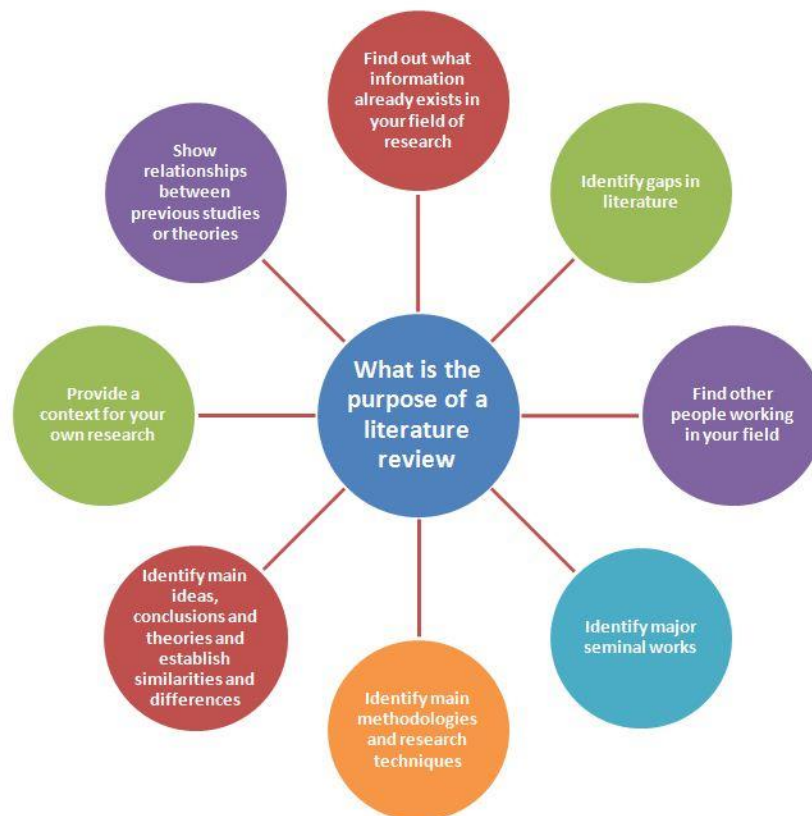 Find out what
information
already exists in
your field of
research
Show
relationships
between
previous studies
or theories
Identify gaps in
literature
What is the
purpose of a
literature
review
Provide a
context for your
own research
Find other
people working
in your field
Identify main
ideas,
conclusions and
theories and
establish
similarities and
differences
Identify major
seminal works
Identify main
methodologies
and research
techniques